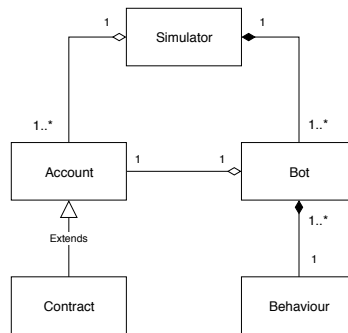 Simulator
1
1
1..*
1..*
Account
1
1
Bot
Extends
1..*
1
Contract
Behaviour